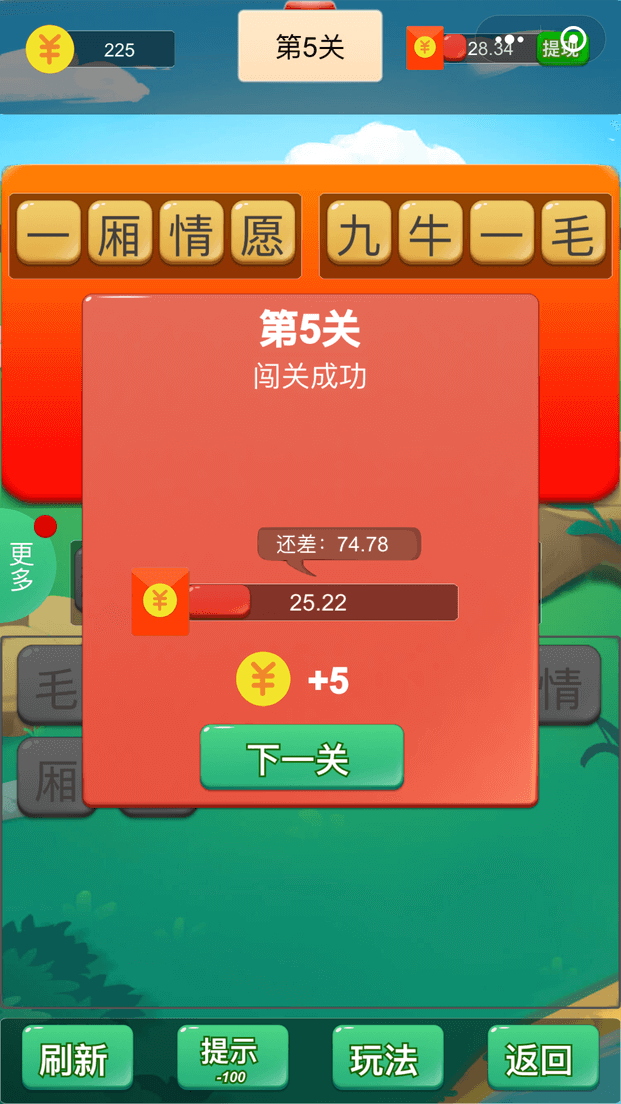 225
第5关
28.34
提现
一厢情愿
九牛一毛
第5关
闯关成功
还差：74.78
25.22
+5
下一关
更多
毛
情
厢
刷新
提示
-100
玩法
返回